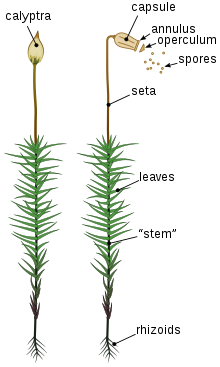 calyptra
capsule
annulus
operculum
spores
seta
leaves
"stem"
rhizoids